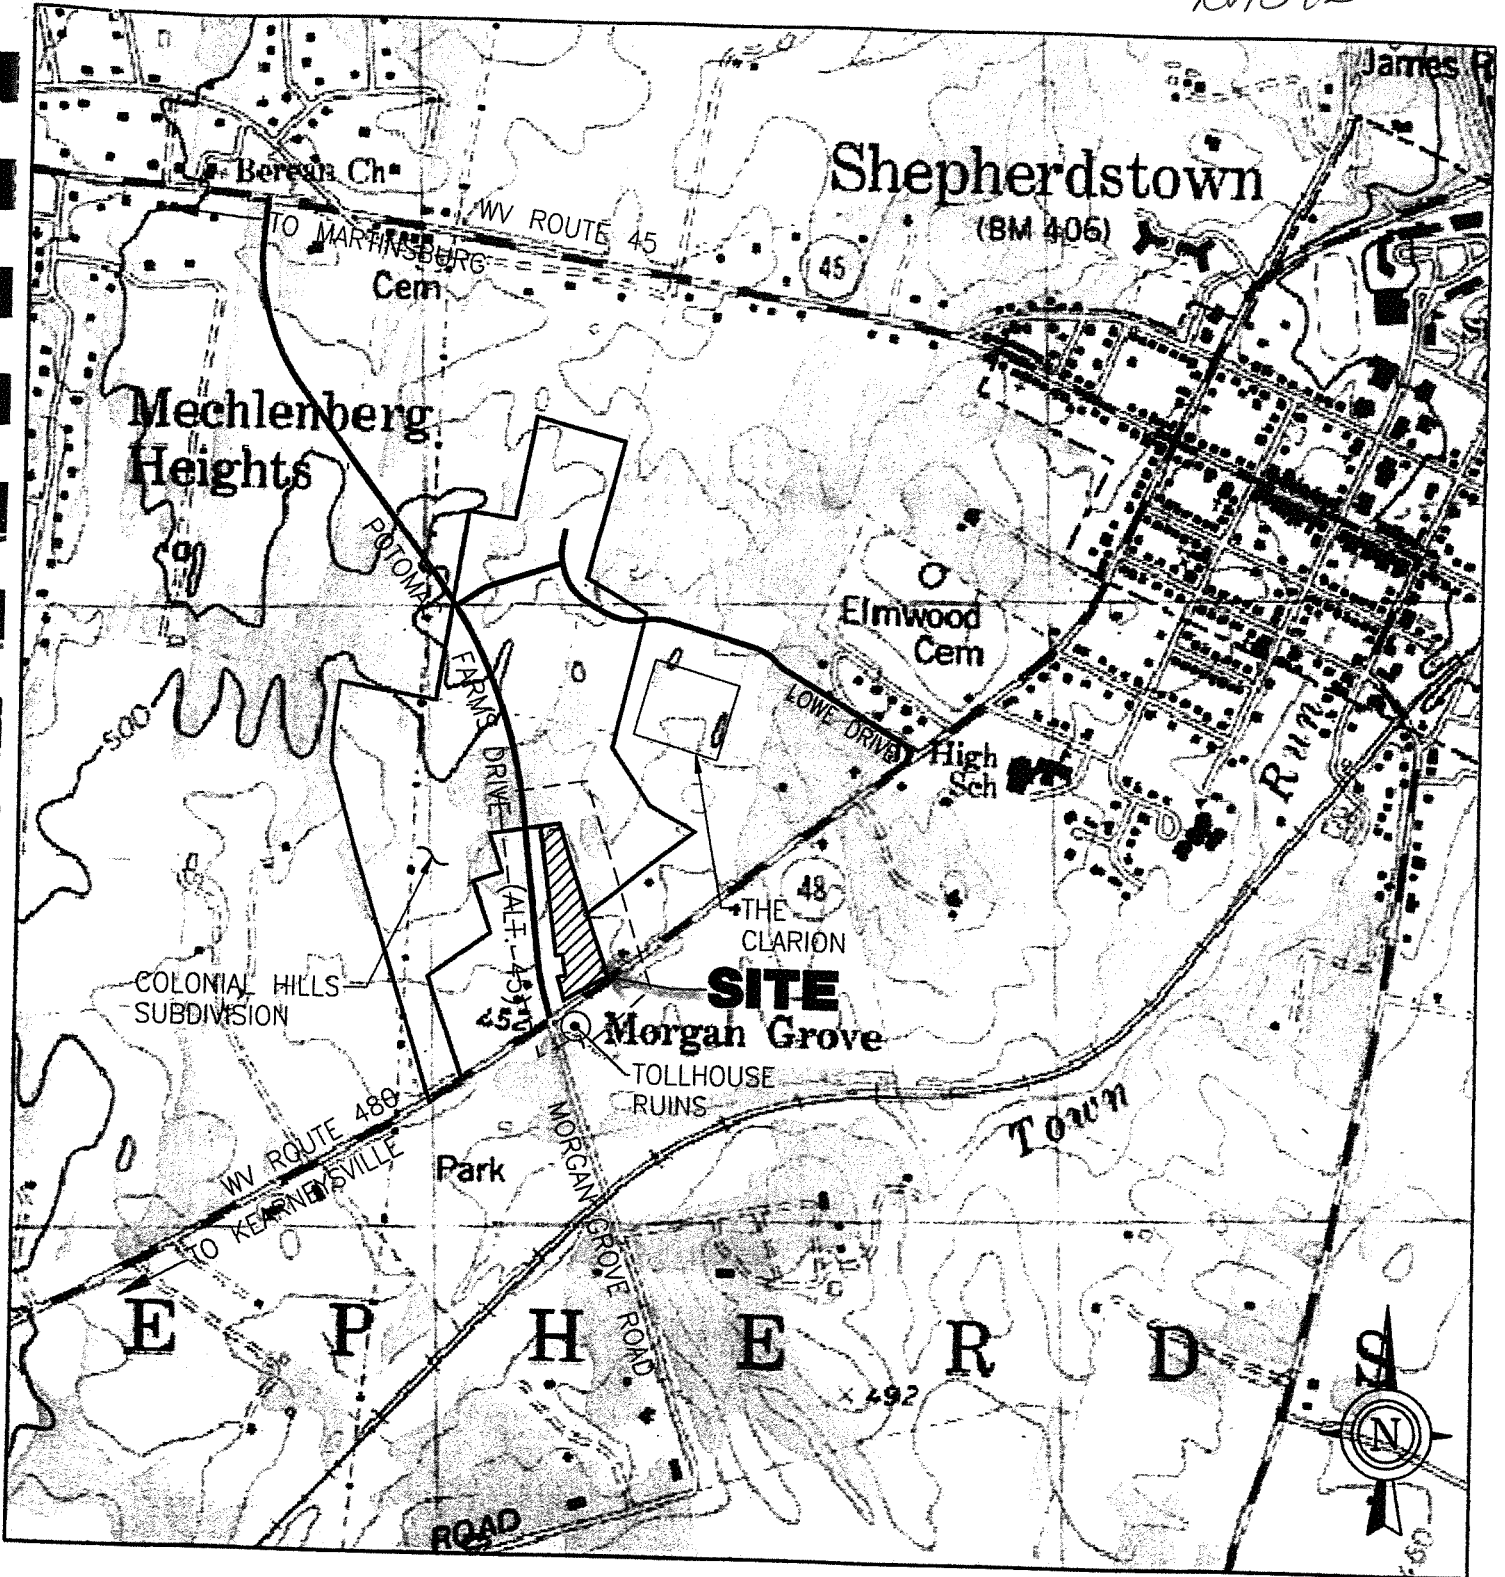 James R
Shepherdstown
(BM 406)
Berean Ch
WV ROUTE 45
TO MARTINSBURG
45
Cem
Mechlenberg
Heights
POTOMAC FARMS DRIVE (ALT. 45)
Elmwood
Cem
LOWE DRIVE
High
Sch
Run
500
48
THE
CLARION
COLONIAL HILLS
SUBDIVISION
SITE
452
Morgan Grove
TOLLHOUSE
RUINS
WV ROUTE 480
TO KEARNEYSVILLE
Park
MORGAN GROVE ROAD
Town
E P H E R D S
× 492
N
ROAD